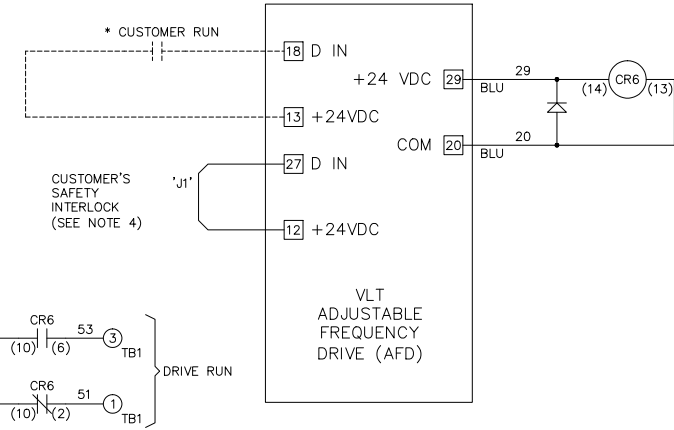 * CUSTOMER RUN
18 D IN
+24 VDC 29
29
BLU
(14) CR6 (13)
13 +24VDC
COM 20
20
BLU
27 D IN
CUSTOMER'S
SAFETY
INTERLOCK
(SEE NOTE 4)
'J1'
12 +24VDC
VLT
ADJUSTABLE
FREQUENCY
DRIVE (AFD)
CR6
53
(10) (6)
3
TB1
DRIVE RUN
CR6
51
(10) (2)
1
TB1